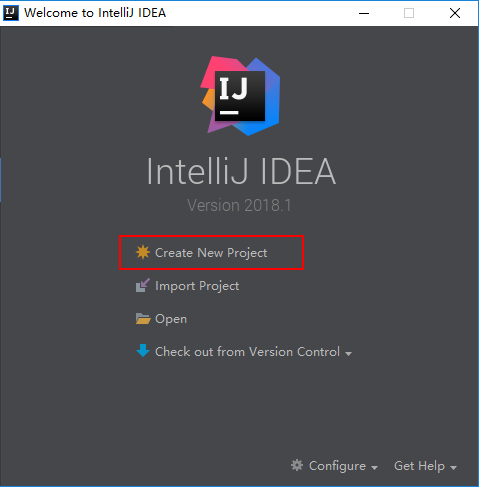 Welcome to IntelliJ IDEA
IJ
IntelliJ IDEA
Version 2018.1
Create New Project
Import Project
Open
Check out from Version Control
Configure
Get Help